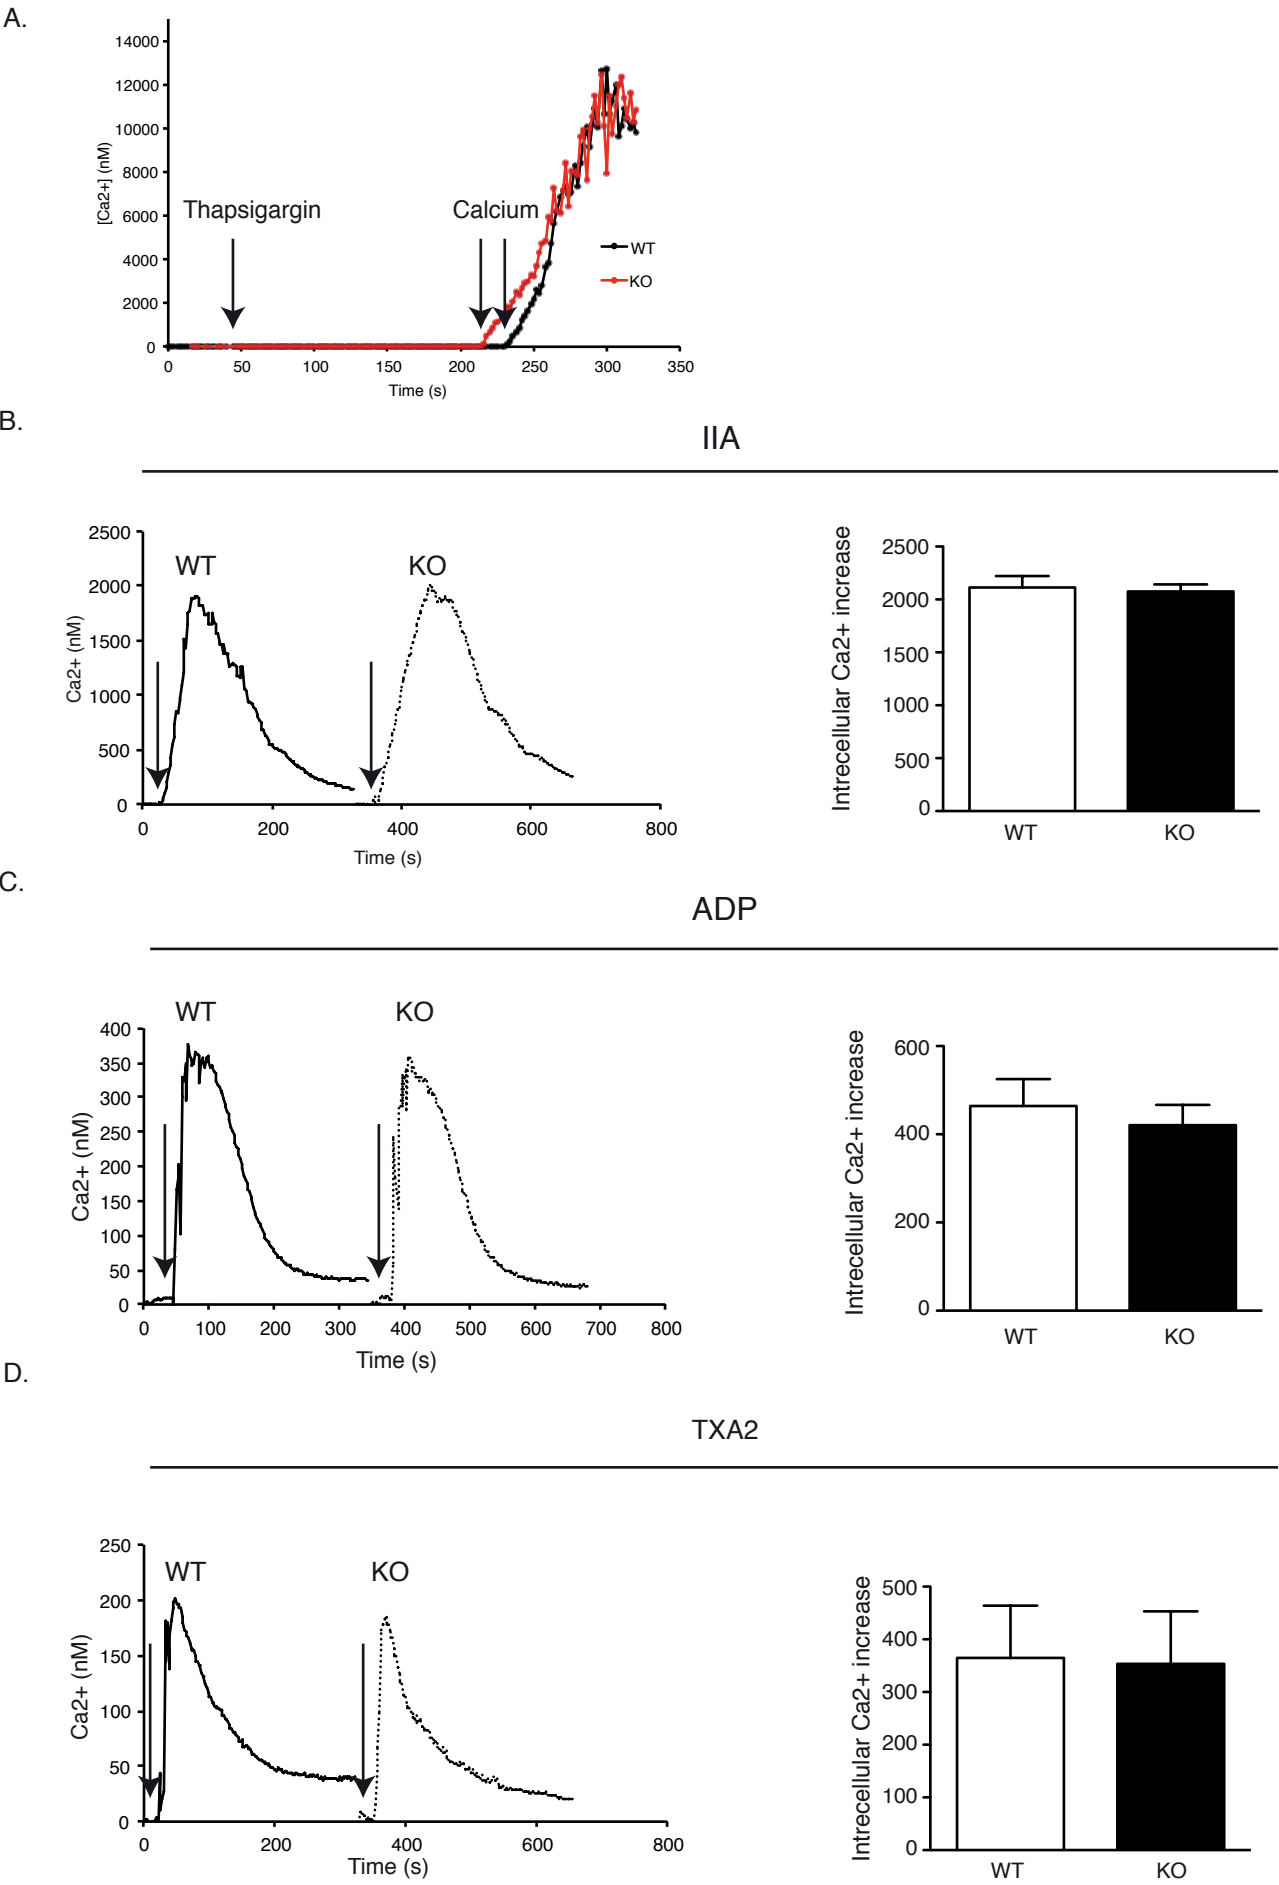 A.
14000
12000
10000
8000
6000
4000
2000
0
[Ca2+] (nM)
Thapsigargin
Calcium
WT
KO
0 50 100 150 200 250 300 350
Time (s)
B.
IIA
2500
2000
1500
1000
500
0
Ca2+ (nM)
WT
KO
0 200 400 600 800
Time (s)
Intrecellular Ca2+ increase
2500
2000
1500
1000
500
0
WT KO
C.
ADP
400
350
300
250
200
150
100
50
0
Ca2+ (nM)
WT
KO
0 100 200 300 400 500 600 700 800
Time (s)
Intrecellular Ca2+ increase
600
400
200
0
WT KO
D.
TXA2
250
200
150
100
50
0
Ca2+ (nM)
WT
KO
0 200 400 600 800
Time (s)
Intrecellular Ca2+ increase
500
400
300
200
100
0
WT KO